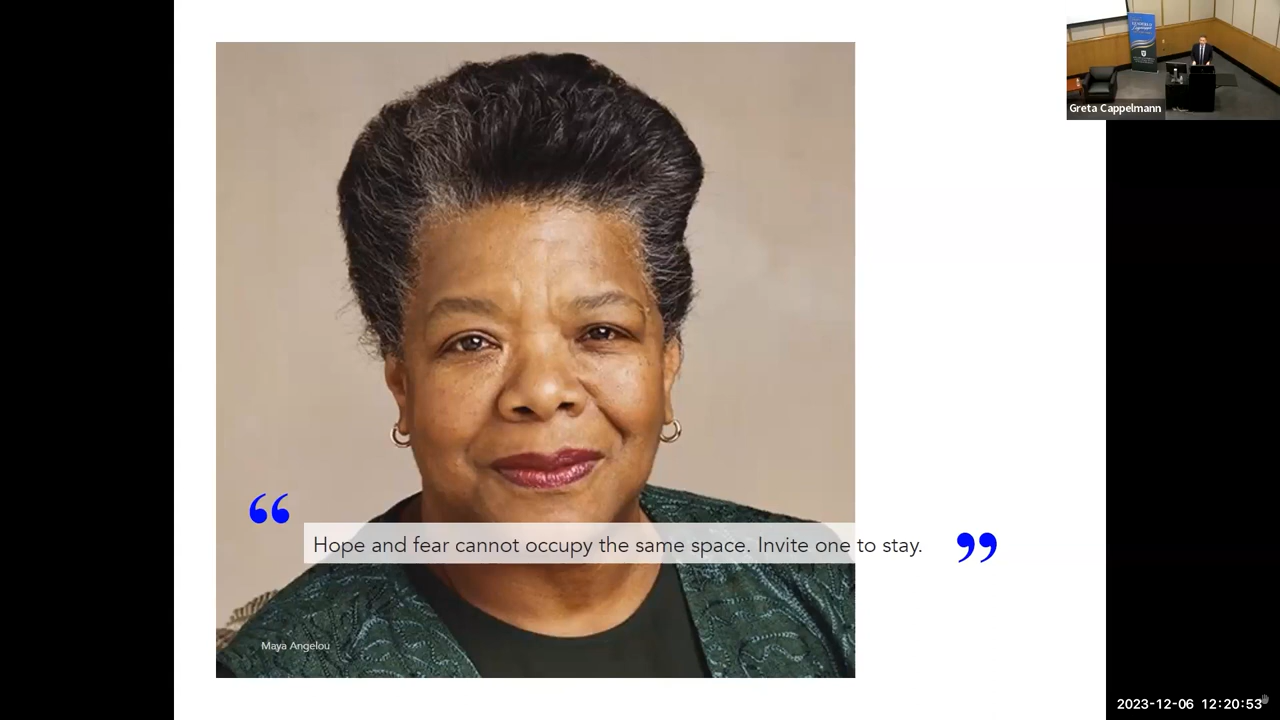 Greta Cappelmann
“
Hope and fear cannot occupy the same space. Invite one to stay.
”
Maya Angelou
2023-12-06 12:20:53